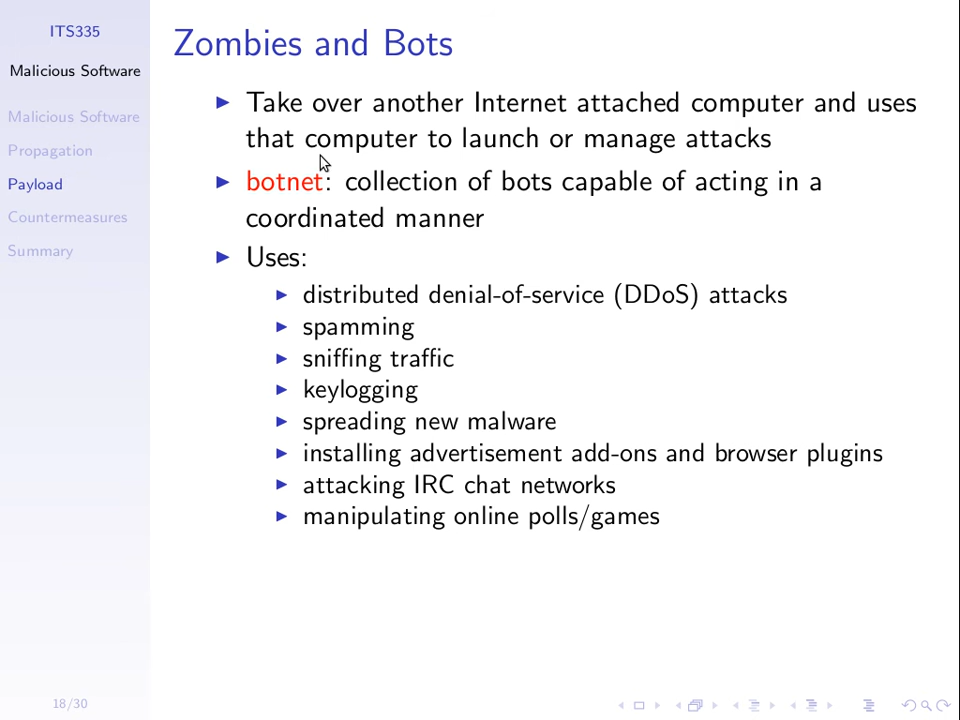 ITS335
Malicious Software
Malicious Software
Propagation
Payload
Countermeasures
Summary
Zombies and Bots
Take over another Internet attached computer and uses
that computer to launch or manage attacks
botnet: collection of bots capable of acting in a
coordinated manner
Uses:
distributed denial-of-service (DDoS) attacks
spamming
sniffing traffic
keylogging
spreading new malware
installing advertisement add-ons and browser plugins
attacking IRC chat networks
manipulating online polls/games
18/30